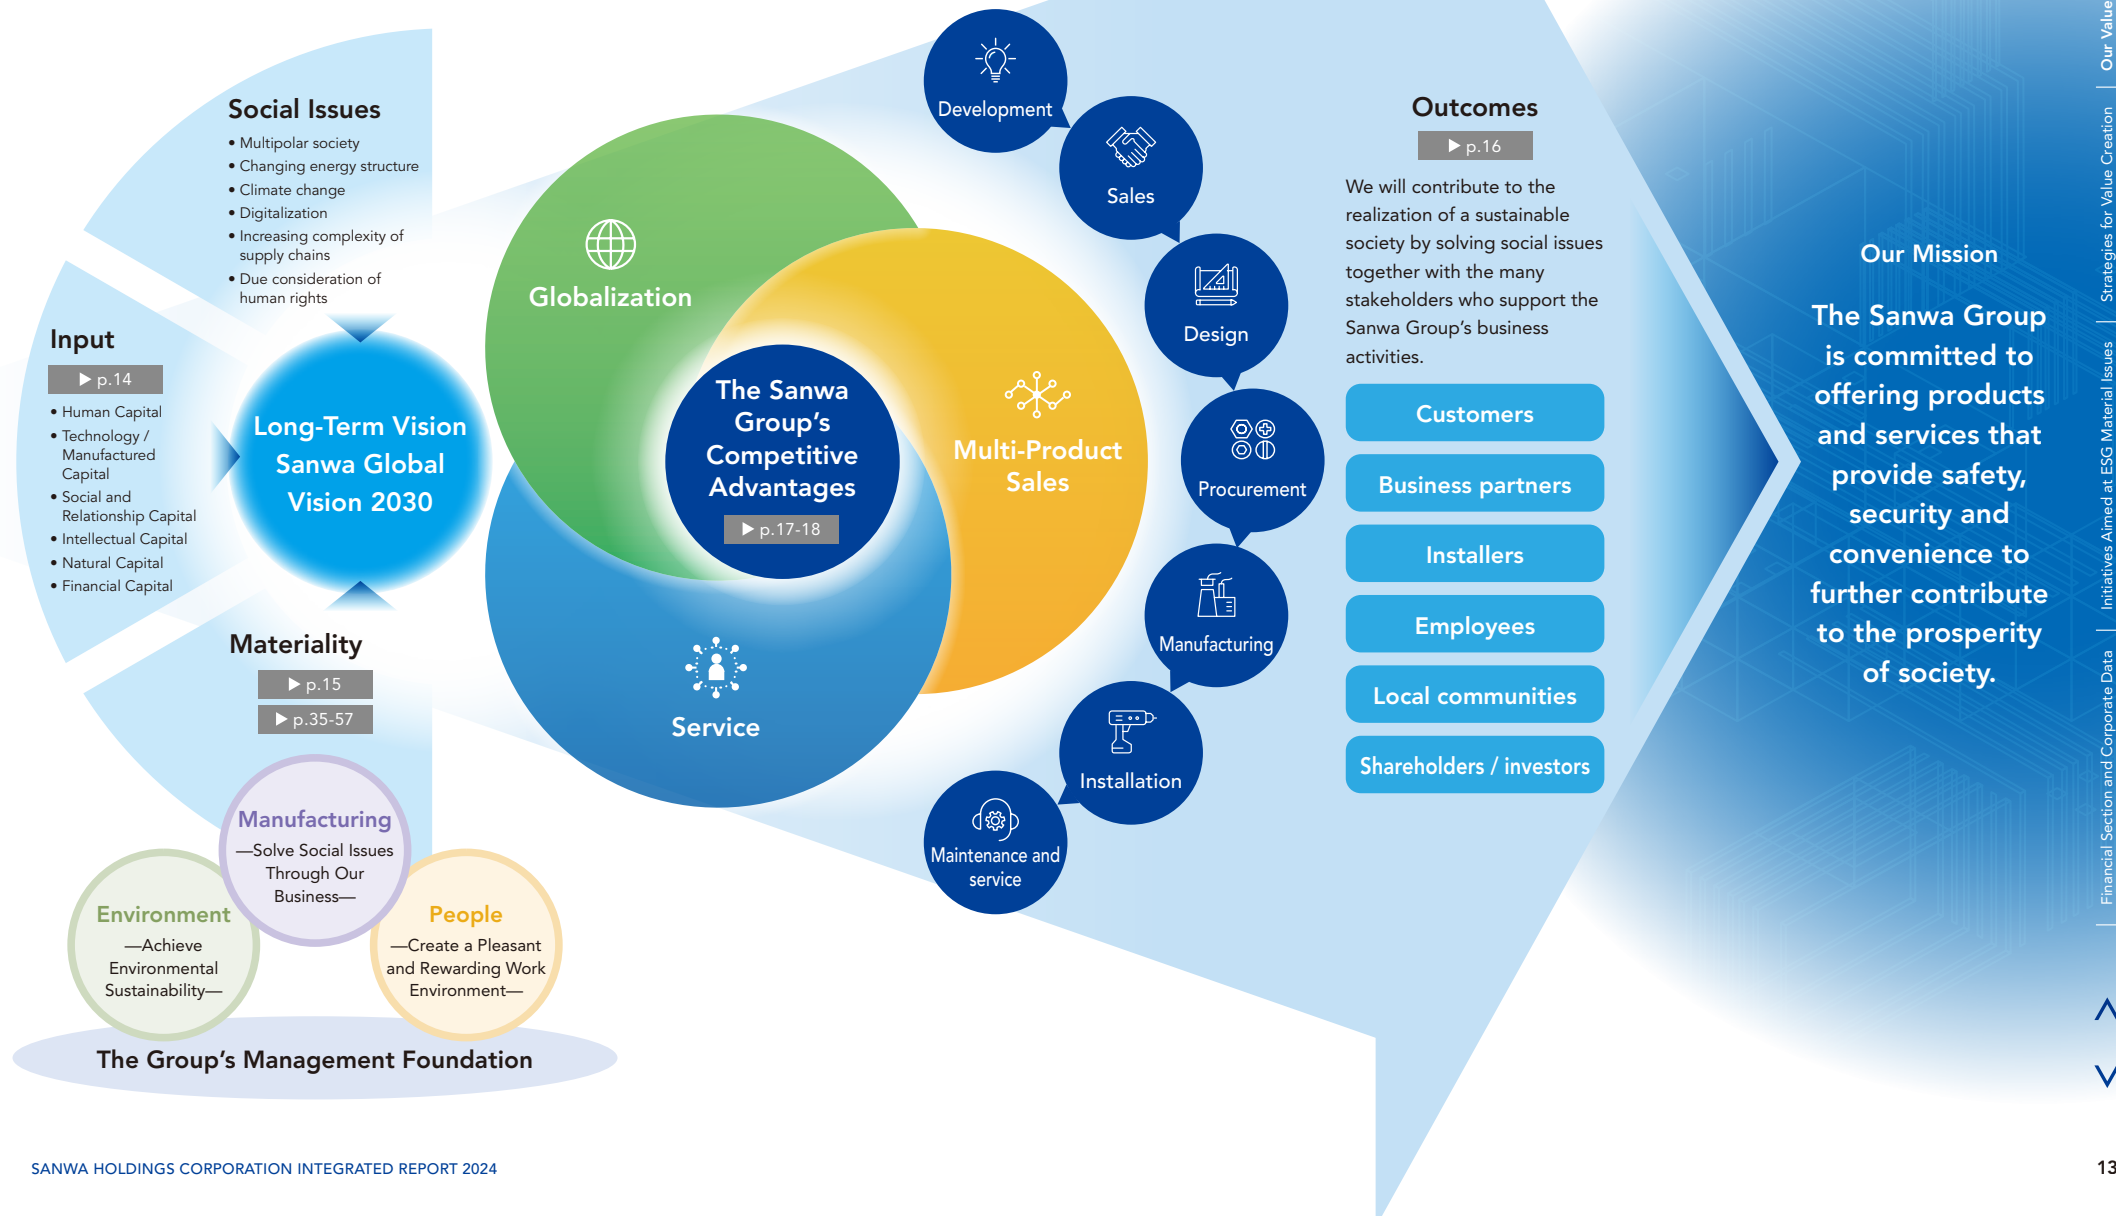 Social Issues
• Multipolar society
• Changing energy structure
• Climate change
• Digitalization
• Increasing complexity of
supply chains
• Due consideration of
human rights
Input
▶ p.14
• Human Capital
• Technology /
Manufactured
Capital
• Social and
Relationship Capital
• Intellectual Capital
• Natural Capital
• Financial Capital
Long-Term Vision
Sanwa Global
Vision 2030
Materiality
▶ p.15
▶ p.35-57
Manufacturing
—Solve Social Issues
Through Our
Business—
Environment
—Achieve
Environmental
Sustainability—
People
—Create a Pleasant
and Rewarding Work
Environment—
The Group's Management Foundation
Globalization
Multi-Product
Sales
Service
The Sanwa
Group's
Competitive
Advantages
▶ p.17-18
Development
Sales
Design
Procurement
Manufacturing
Installation
Maintenance and
service
Outcomes
▶ p.16
We will contribute to the
realization of a sustainable
society by solving social issues
together with the many
stakeholders who support the
Sanwa Group's business
activities.
Customers
Business partners
Installers
Employees
Local communities
Shareholders / investors
Our Mission
The Sanwa Group
is committed to
offering products
and services that
provide safety,
security and
convenience to
further contribute
to the prosperity
of society.
Our Value
Strategies for Value Creation
Initiatives Aimed at ESG Material Issues
Financial Section and Corporate Data
SANWA HOLDINGS CORPORATION INTEGRATED REPORT 2024
13